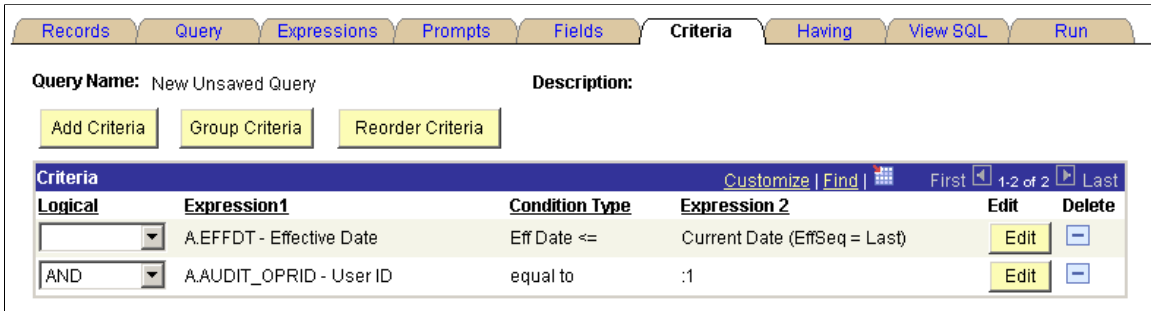 Records Query Expressions Prompts Fields Criteria Having View SQL Run
Query Name: New Unsaved Query Description:
Add Criteria Group Criteria Reorder Criteria
Criteria Customize | Find | First 1-2 of 2 Last
Logical Expression1 Condition Type Expression 2 Edit Delete
A.EFFDT - Effective Date Eff Date <= Current Date (EffSeq = Last) Edit
AND A.AUDIT_OPRID - User ID equal to :1 Edit